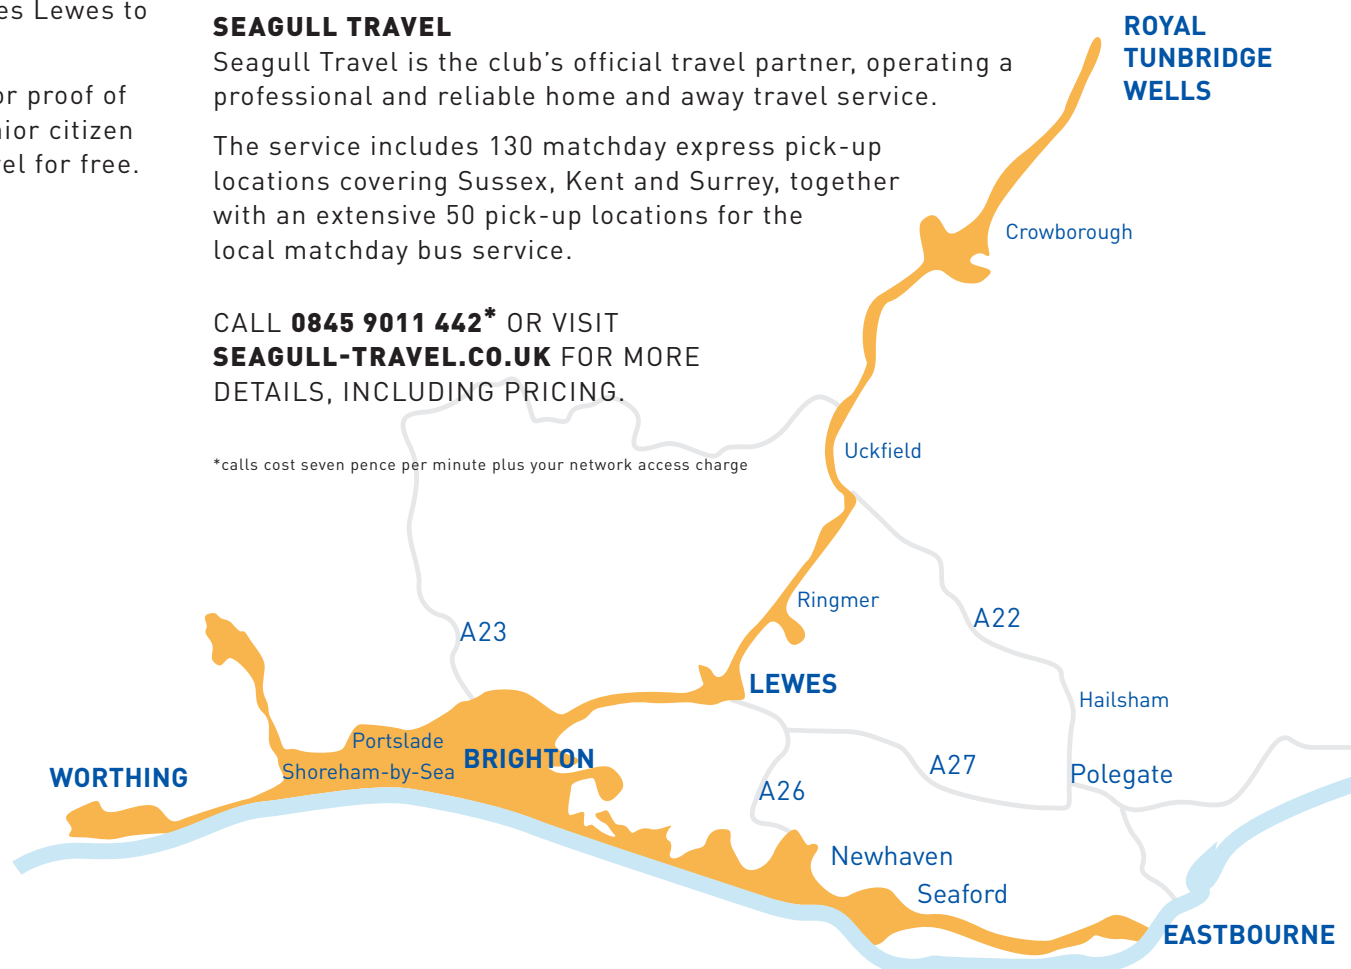 es Lewes to
or proof of
nior citizen
vel for free.
SEAGULL TRAVEL
Seagull Travel is the club’s official travel partner, operating a
professional and reliable home and away travel service.
The service includes 130 matchday express pick-up
locations covering Sussex, Kent and Surrey, together
with an extensive 50 pick-up locations for the
local matchday bus service.
CALL 0845 9011 442* OR VISIT
SEAGULL-TRAVEL.CO.UK FOR MORE
DETAILS, INCLUDING PRICING.
*calls cost seven pence per minute plus your network access charge
ROYAL
TUNBRIDGE
WELLS
Crowborough
Uckfield
Ringmer
A23
A22
LEWES
Hailsham
Portslade
BRIGHTON
Shoreham-by-Sea
WORTHING
A27
Polegate
A26
Newhaven
Seaford
EASTBOURNE